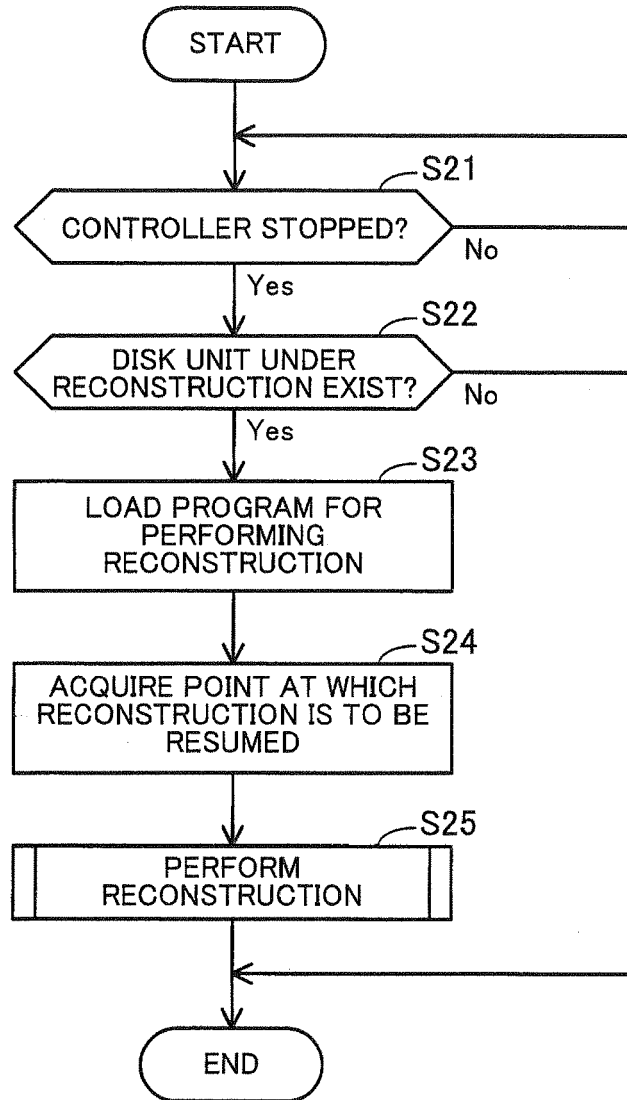 START
S21
CONTROLLER STOPPED?
No
Yes
S22
DISK UNIT UNDER
RECONSTRUCTION EXIST?
No
Yes
S23
LOAD PROGRAM FOR
PERFORMING
RECONSTRUCTION
S24
ACQUIRE POINT AT WHICH
RECONSTRUCTION IS TO BE
RESUMED
S25
PERFORM
RECONSTRUCTION
END